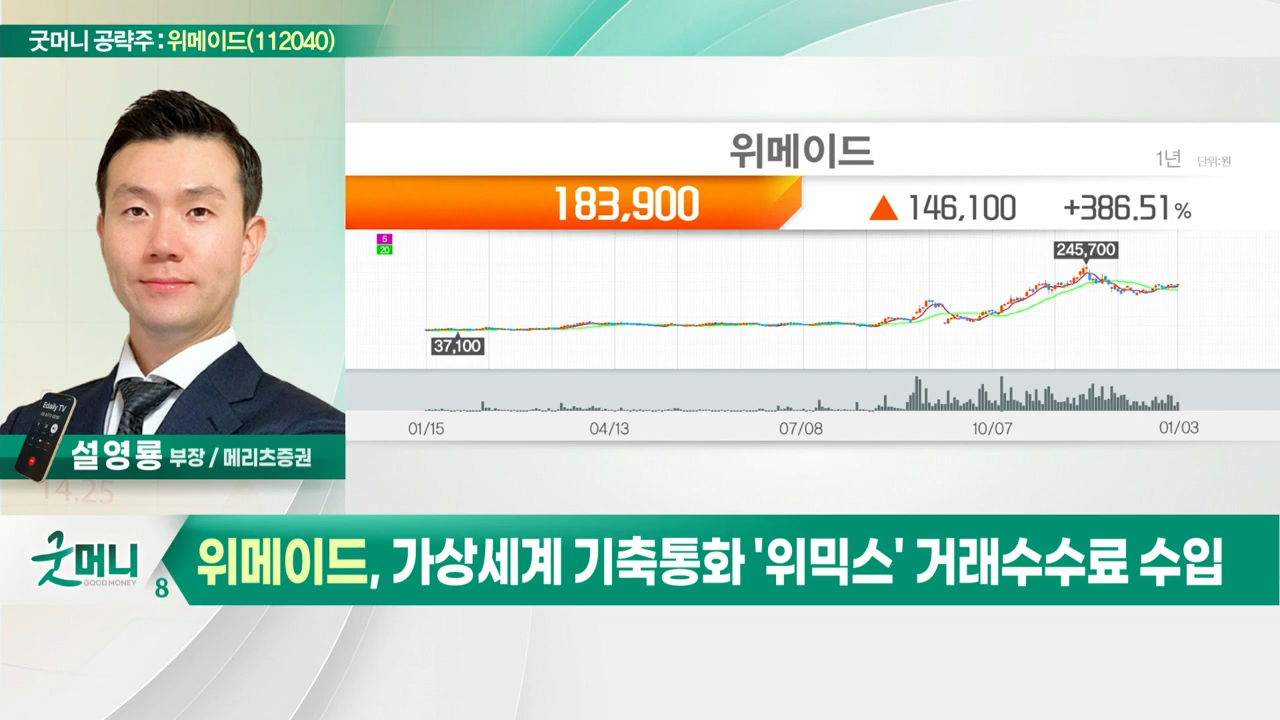 굿머니 공략주 : 위메이드(112040)
위메이드
1년 단위:원
183,900 ▲ 146,100 +386.51%
5
20
245,700
37,100
01/15 04/13 07/08 10/07 01/03
Edaily TV
설영룡 부장 / 메리츠증권
14.25
굿머니
GOOD MONEY
8
위메이드, 가상세계 기축통화 '위믹스' 거래수수료 수입